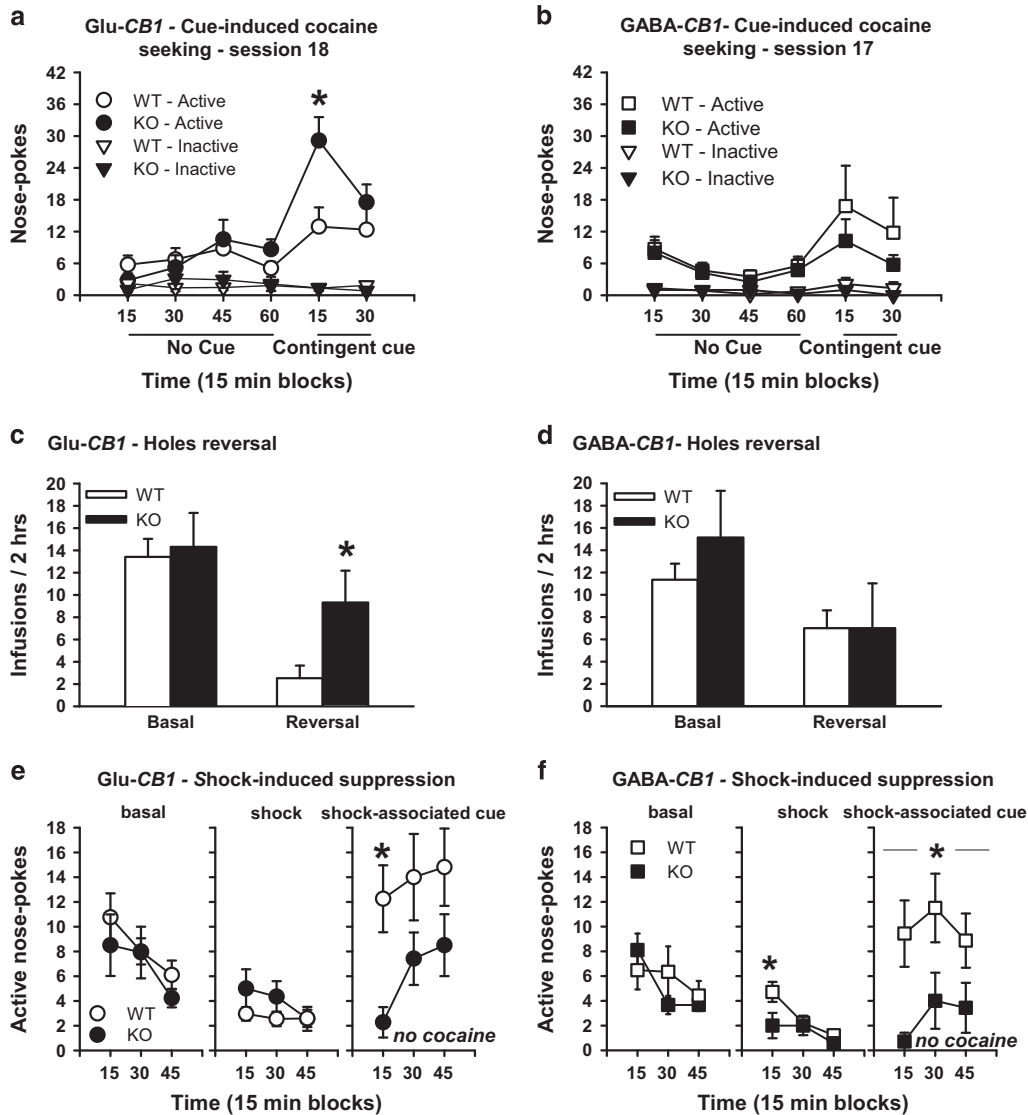 a
Glu-CB1 - Cue-induced cocaine
seeking - session 18
42
36
30
24
18
12
6
0
Nose-pokes
WT - Active
KO - Active
WT - Inactive
KO - Inactive
*
15 30 45 60 15 30
No Cue Contingent cue
Time (15 min blocks)
b
GABA-CB1 - Cue-induced cocaine
seeking - session 17
42
36
30
24
18
12
6
0
Nose-pokes
WT - Active
KO - Active
WT - Inactive
KO - Inactive
15 30 45 60 15 30
No Cue Contingent cue
Time (15 min blocks)
c
Glu-CB1 - Holes reversal
20
18
16
14
12
10
8
6
4
2
0
Infusions / 2 hrs
WT
KO
*
Basal Reversal
d
GABA-CB1- Holes reversal
20
18
16
14
12
10
8
6
4
2
0
Infusions / 2 hrs
WT
KO
Basal Reversal
e
Glu-CB1 - Shock-induced suppression
basal shock shock-associated cue
18
16
14
12
10
8
6
4
2
0
Active nose-pokes
WT
KO
*
no cocaine
15 30 45 15 30 45 15 30 45
Time (15 min blocks)
f
GABA-CB1 - Shock-induced suppression
basal shock shock-associated cue
18
16
14
12
10
8
6
4
2
0
Active nose-pokes
WT
KO
*
*
no cocaine
15 30 45 15 30 45 15 30 45
Time (15 min blocks)